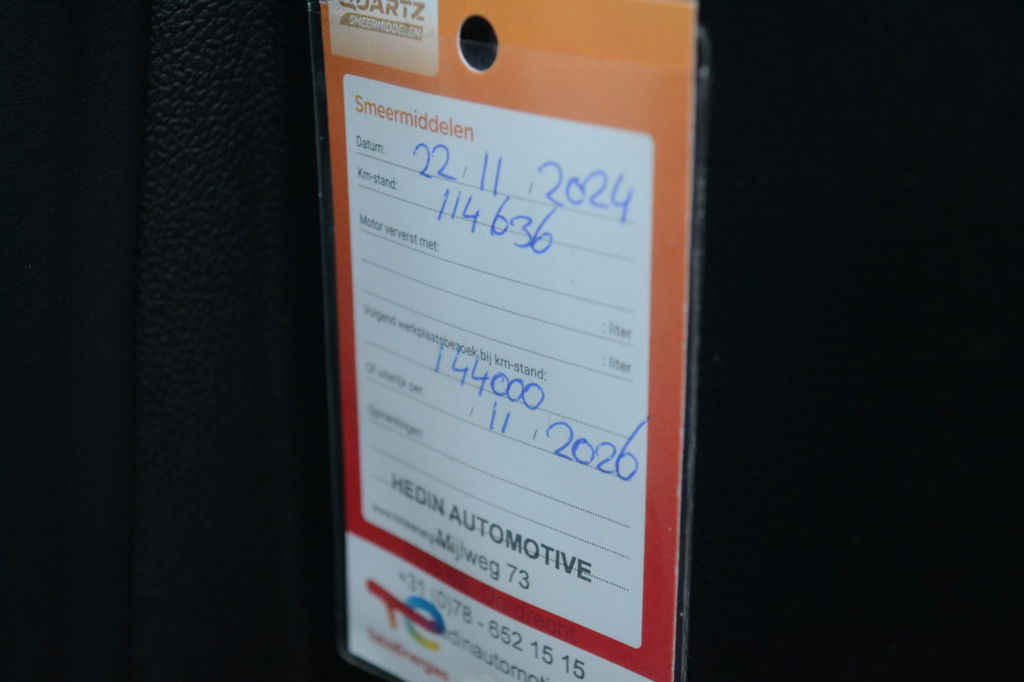 QUARTZ
SMEERMIDDELEN
Smeermiddelen
Datum: 22 / 11 / 2024
Km-stand: 114636
Motor ververst met:
: liter
: liter
Volgend werkplaatsbezoek bij km-stand:
144000
Of uiterlijk per: / 11 / 2026
Opmerkingen:
HEDIN AUTOMOTIVE
Mijlweg 73
Dordrecht
+31 (0)78 - 652 15 15
TotalEnergies